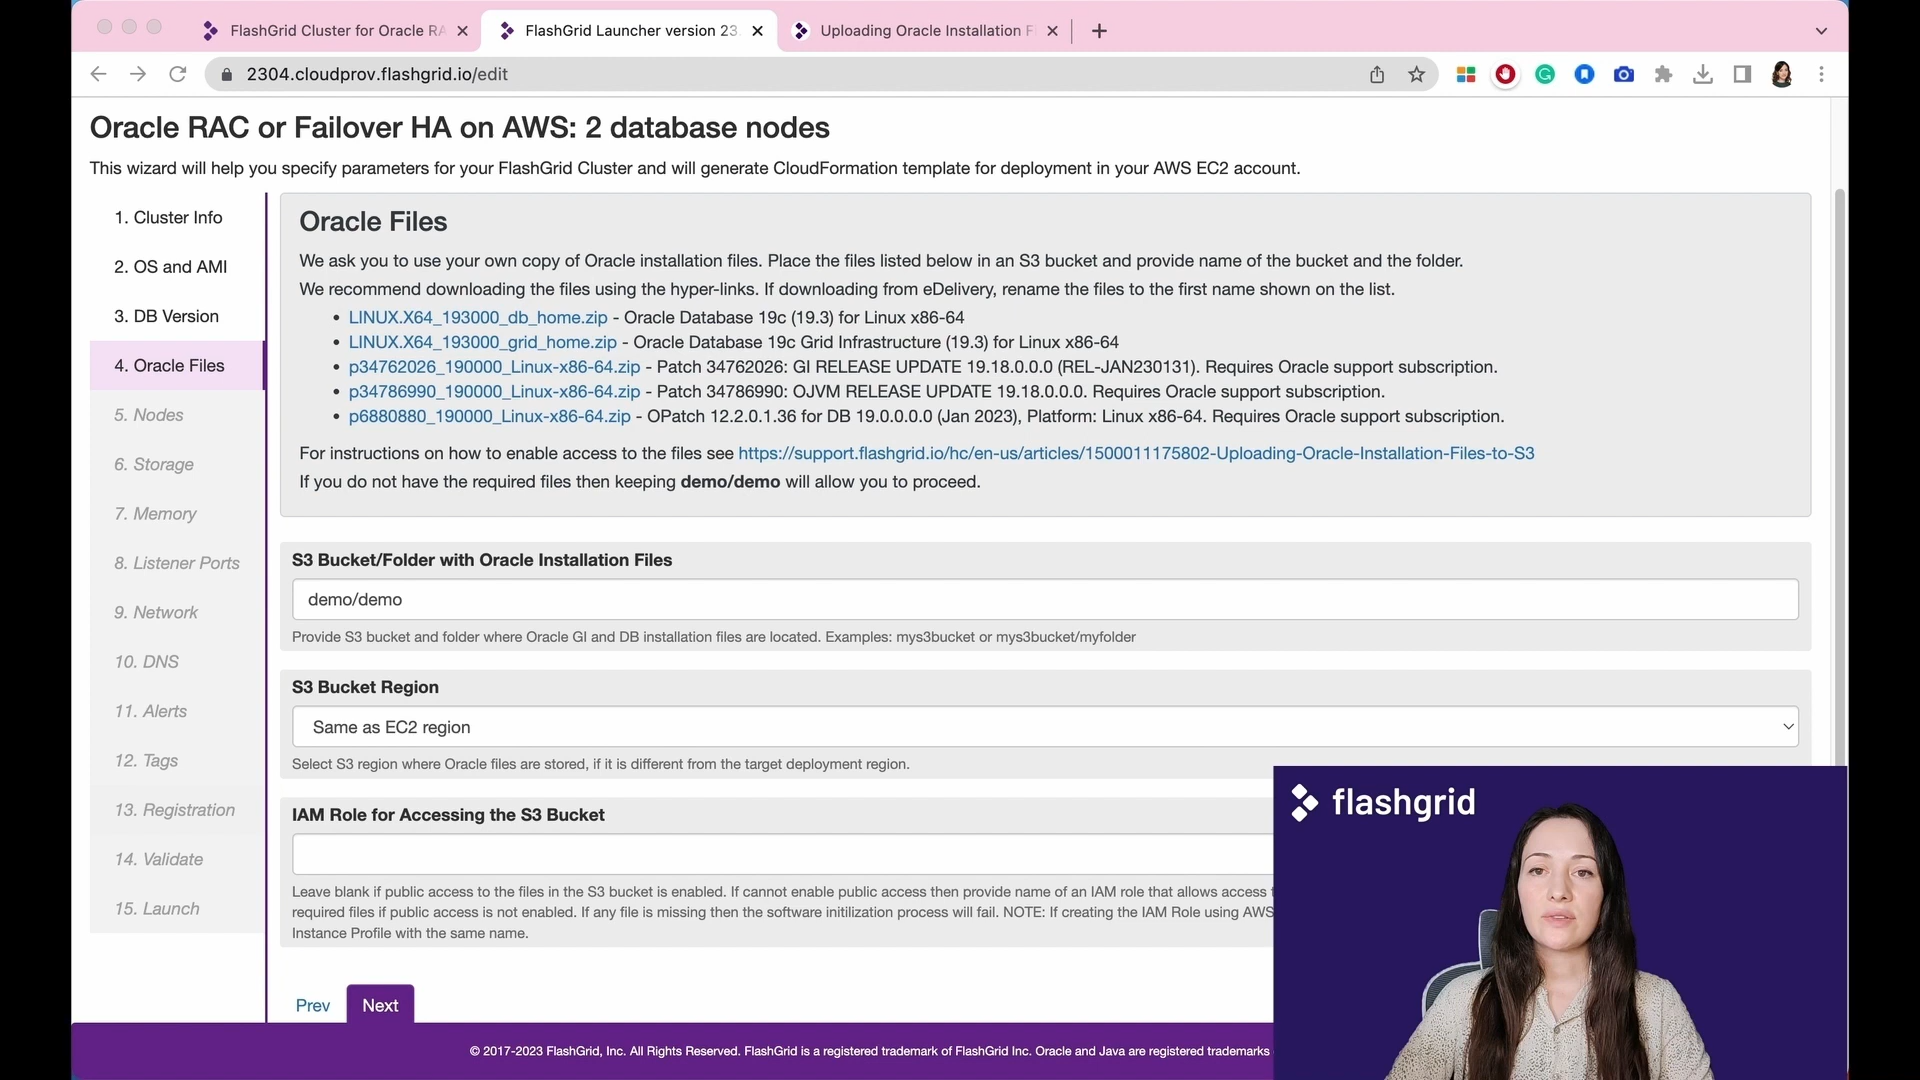 FlashGrid Cluster for Oracle RA
FlashGrid Launcher version 23
Uploading Oracle Installation F
2304.cloudprov.flashgrid.io/edit
Oracle RAC or Failover HA on AWS: 2 database nodes
This wizard will help you specify parameters for your FlashGrid Cluster and will generate CloudFormation template for deployment in your AWS EC2 account.
1. Cluster Info
2. OS and AMI
3. DB Version
4. Oracle Files
5. Nodes
6. Storage
7. Memory
8. Listener Ports
9. Network
10. DNS
11. Alerts
12. Tags
13. Registration
14. Validate
15. Launch
Oracle Files
We ask you to use your own copy of Oracle installation files. Place the files listed below in an S3 bucket and provide name of the bucket and the folder.
We recommend downloading the files using the hyper-links. If downloading from eDelivery, rename the files to the first name shown on the list.
• LINUX.X64_193000_db_home.zip - Oracle Database 19c (19.3) for Linux x86-64
• LINUX.X64_193000_grid_home.zip - Oracle Database 19c Grid Infrastructure (19.3) for Linux x86-64
• p34762026_190000_Linux-x86-64.zip - Patch 34762026: GI RELEASE UPDATE 19.18.0.0.0 (REL-JAN230131). Requires Oracle support subscription.
• p34786990_190000_Linux-x86-64.zip - Patch 34786990: OJVM RELEASE UPDATE 19.18.0.0.0. Requires Oracle support subscription.
• p6880880_190000_Linux-x86-64.zip - OPatch 12.2.0.1.36 for DB 19.0.0.0.0 (Jan 2023), Platform: Linux x86-64. Requires Oracle support subscription.
For instructions on how to enable access to the files see https://support.flashgrid.io/hc/en-us/articles/1500011175802-Uploading-Oracle-Installation-Files-to-S3
If you do not have the required files then keeping demo/demo will allow you to proceed.
S3 Bucket/Folder with Oracle Installation Files
demo/demo
Provide S3 bucket and folder where Oracle GI and DB installation files are located. Examples: mys3bucket or mys3bucket/myfolder
S3 Bucket Region
Same as EC2 region
Select S3 region where Oracle files are stored, if it is different from the target deployment region.
IAM Role for Accessing the S3 Bucket
Leave blank if public access to the files in the S3 bucket is enabled. If cannot enable public access then provide name of an IAM role that allows access
required files if public access is not enabled. If any file is missing then the software initilization process will fail. NOTE: If creating the IAM Role using AWS
Instance Profile with the same name.
Prev
Next
© 2017-2023 FlashGrid, Inc. All Rights Reserved. FlashGrid is a registered trademark of FlashGrid Inc. Oracle and Java are registered trademarks
flashgrid